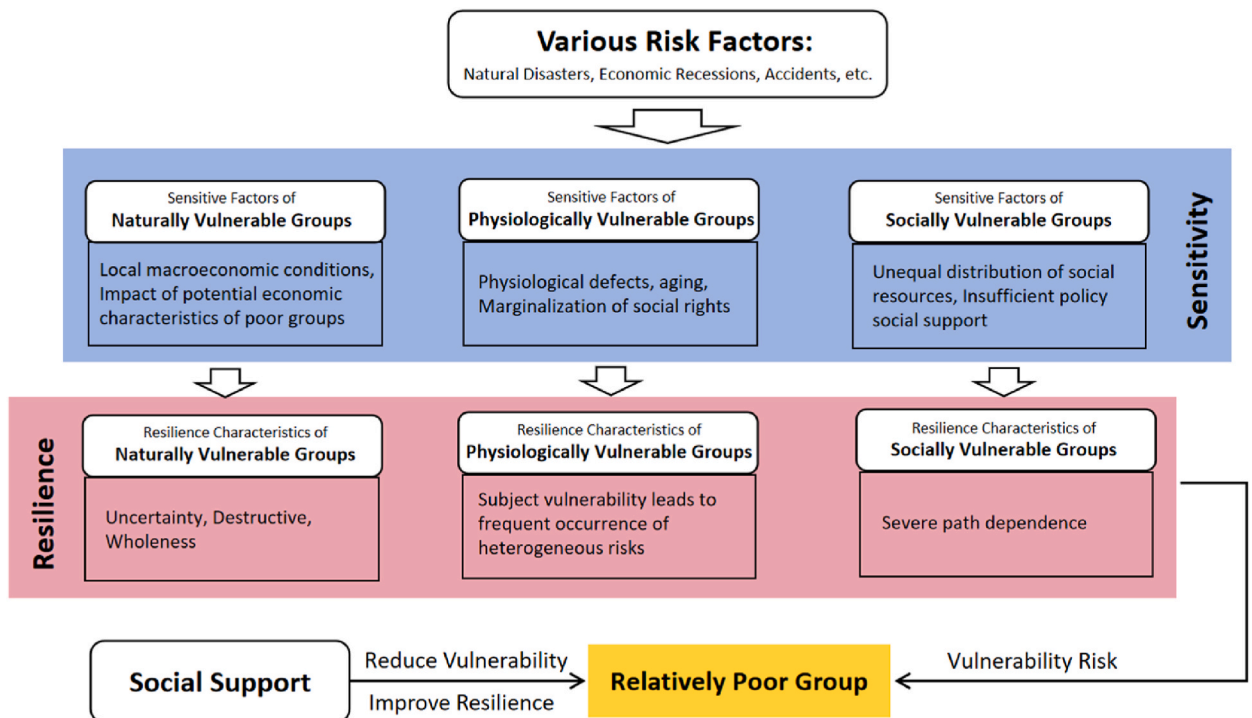 Various Risk Factors:
Natural Disasters, Economic Recessions, Accidents, etc.
Sensitivity
Sensitive Factors of
Naturally Vulnerable Groups
Local macroeconomic conditions,
Impact of potential economic
characteristics of poor groups
Sensitive Factors of
Physiologically Vulnerable Groups
Physiological defects, aging,
Marginalization of social rights
Sensitive Factors of
Socially Vulnerable Groups
Unequal distribution of social
resources, Insufficient policy
social support
Resilience
Resilience Characteristics of
Naturally Vulnerable Groups
Uncertainty, Destructive,
Wholeness
Resilience Characteristics of
Physiologically Vulnerable Groups
Subject vulnerability leads to
frequent occurrence of
heterogeneous risks
Resilience Characteristics of
Socially Vulnerable Groups
Severe path dependence
Social Support
Reduce Vulnerability
Improve Resilience
Relatively Poor Group
Vulnerability Risk